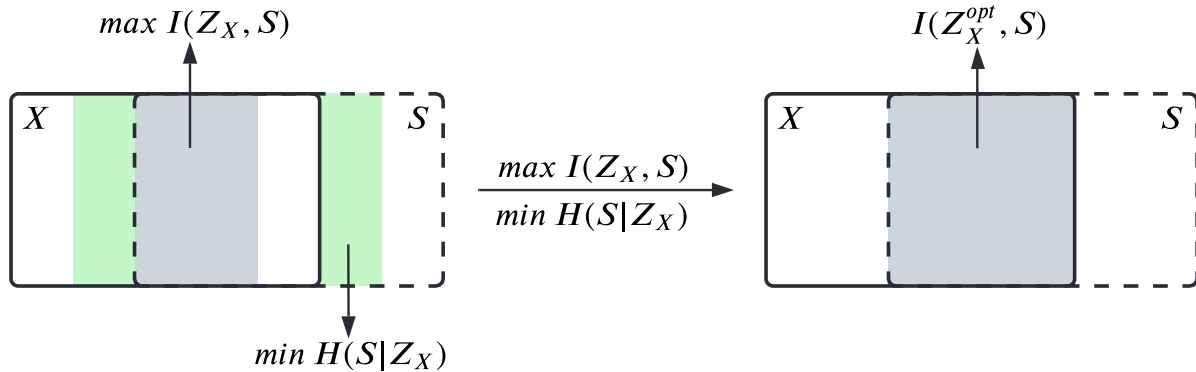 max I(Z_X, S)
X
S
min H(S|Z_X)
max I(Z_X, S)
min H(S|Z_X)
I(Z_X^{opt}, S)
X
S